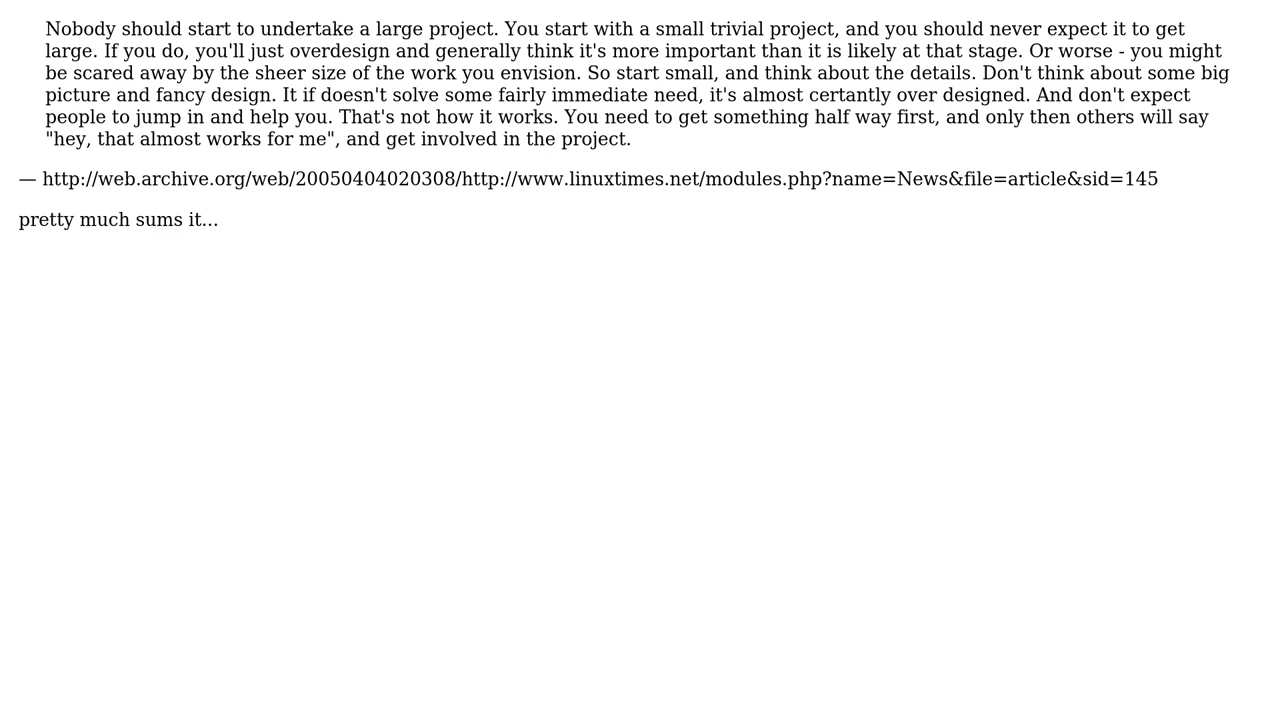 Nobody should start to undertake a large project. You start with a small trivial project, and you should never expect it to get
large. If you do, you'll just overdesign and generally think it's more important than it is likely at that stage. Or worse - you might
be scared away by the sheer size of the work you envision. So start small, and think about the details. Don't think about some big
picture and fancy design. It if doesn't solve some fairly immediate need, it's almost certantly over designed. And don't expect
people to jump in and help you. That's not how it works. You need to get something half way first, and only then others will say
"hey, that almost works for me", and get involved in the project.
— http://web.archive.org/web/20050404020308/http://www.linuxtimes.net/modules.php?name=News&file=article&sid=145
pretty much sums it...